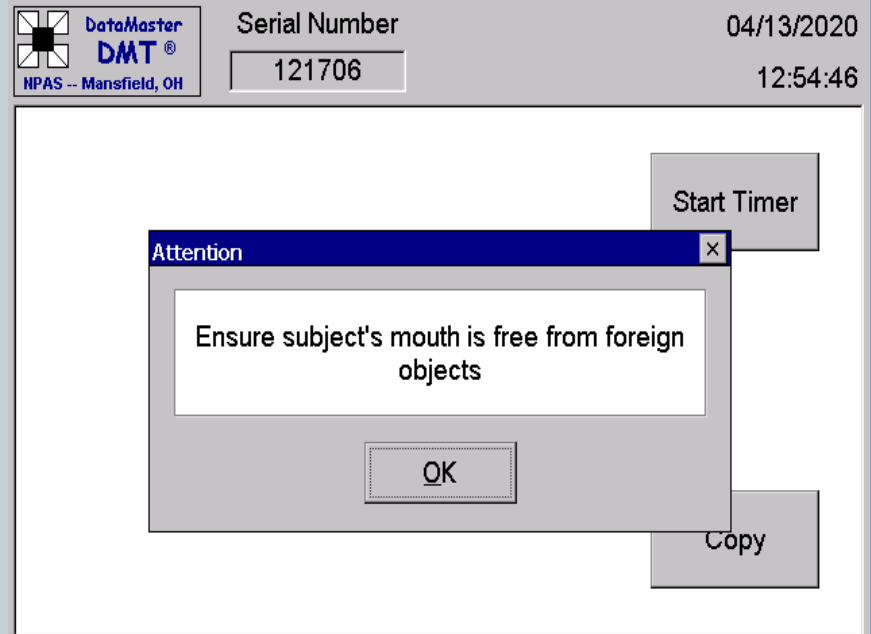 DataMaster
DMT ®
NPAS -- Mansfield, OH
Serial Number
121706
04/13/2020
12:54:46
Start Timer
Attention
Ensure subject's mouth is free from foreign
objects
OK
Copy